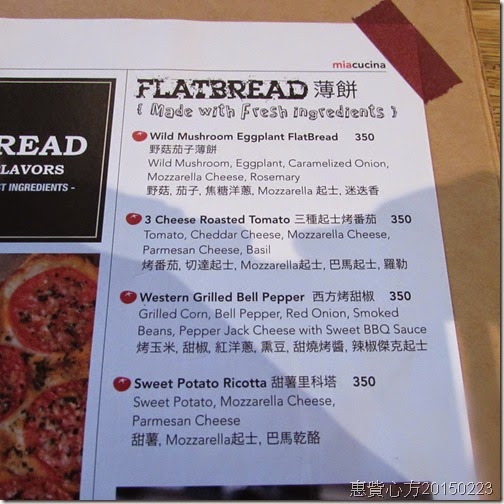 miacucina
FLATBREAD 薄餅
{ Made with Fresh ingredients }
Wild Mushroom Eggplant FlatBread 350
野菇茄子薄餅
Wild Mushroom, Eggplant, Caramelized Onion,
Mozzarella Cheese, Rosemary
野菇, 茄子, 焦糖洋蔥, Mozzarella 起士, 迷迭香
3 Cheese Roasted Tomato 三種起士烤番茄 350
Tomato, Cheddar Cheese, Mozzarella Cheese,
Parmesan Cheese, Basil
烤番茄, 切達起士, Mozzarella起士, 巴馬起士, 羅勒
Western Grilled Bell Pepper 西方烤甜椒 350
Grilled Corn, Bell Pepper, Red Onion, Smoked
Beans, Pepper Jack Cheese with Sweet BBQ Sauce
烤玉米, 甜椒, 紅洋蔥, 燻豆, 甜燒烤醬, 辣椒傑克起士
Sweet Potato Ricotta 甜薯里科塔 350
Sweet Potato, Mozzarella Cheese,
Parmesan Cheese
甜薯, Mozzarella起士, 巴馬乾酪
READ
LAVORS
ST INGREDIENTS -
惠貲心方20150223